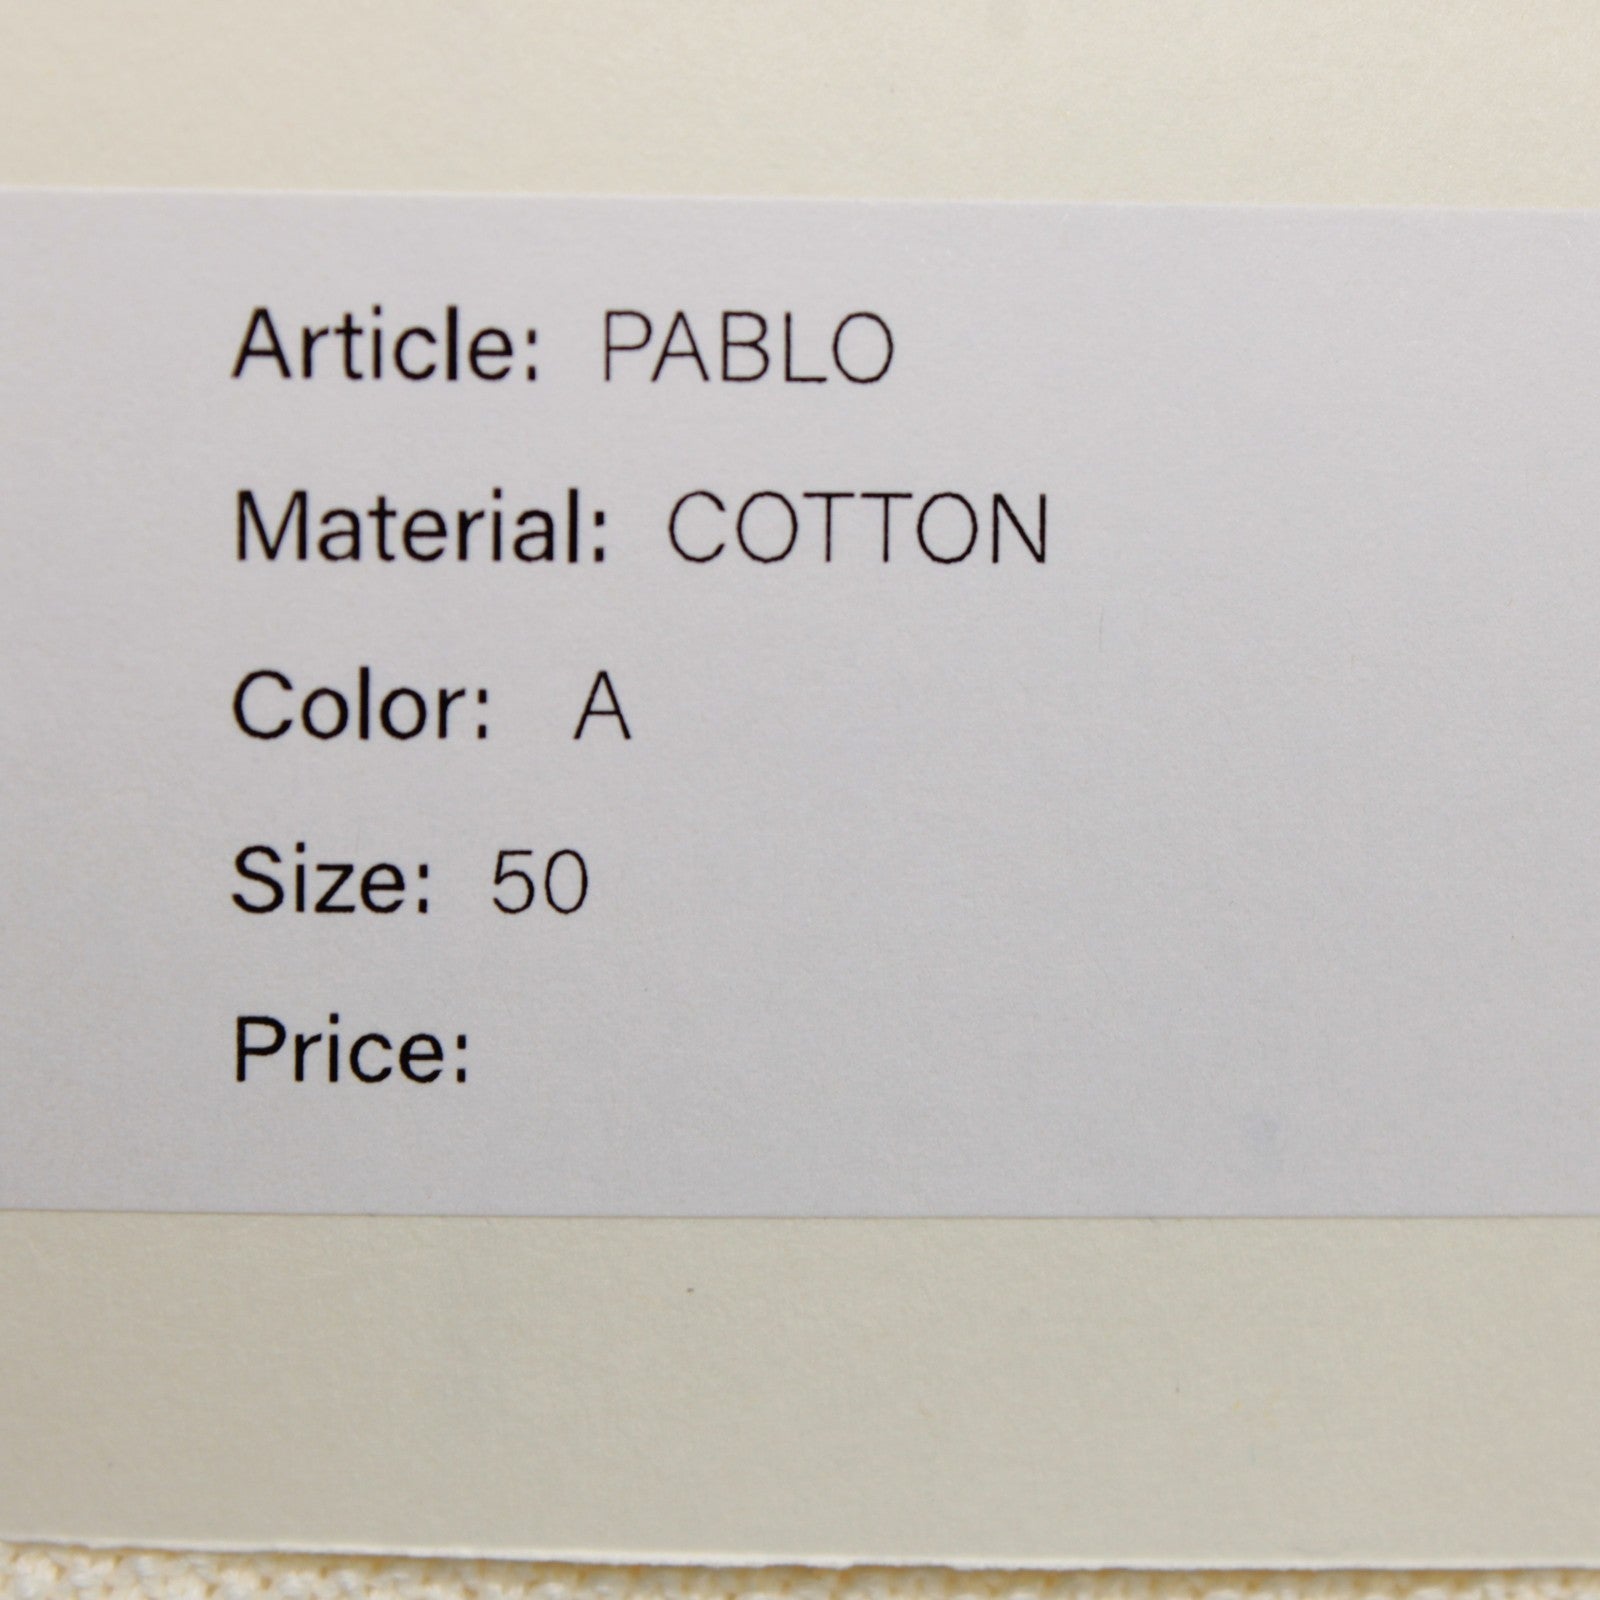 Article: PABLO
Material: COTTON
Color: A
Size: 50
Price: